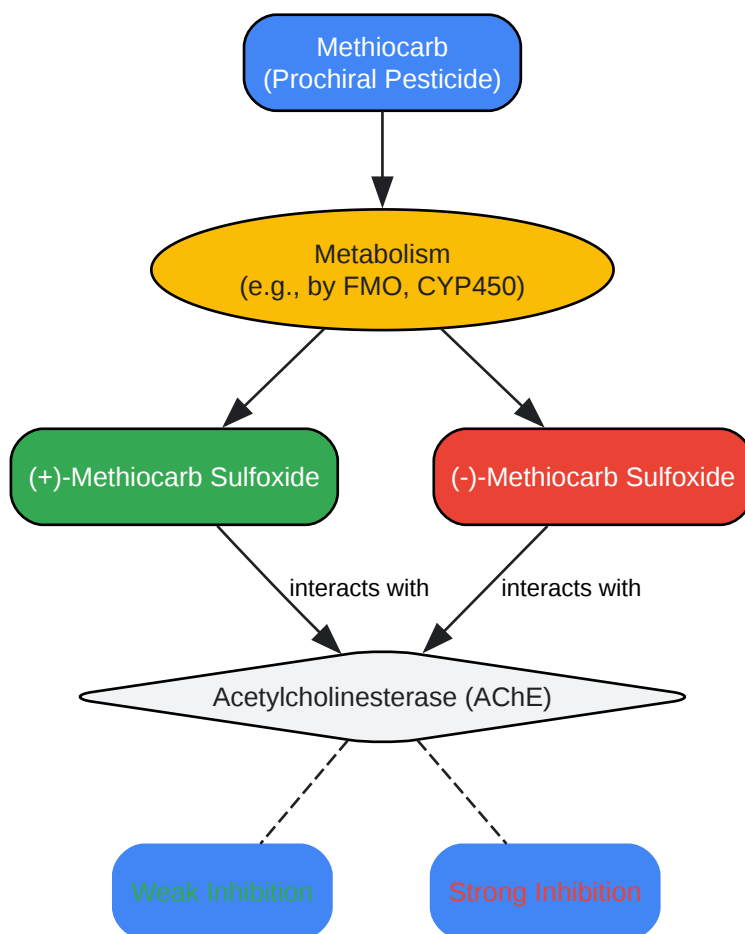 Methiocarb
(Prochiral Pesticide)
Metabolism
(e.g., by FMO, CYP450)
(+)-Methiocarb Sulfoxide
(-)-Methiocarb Sulfoxide
interacts with
interacts with
Acetylcholinesterase (AChE)
Weak Inhibition
Strong Inhibition